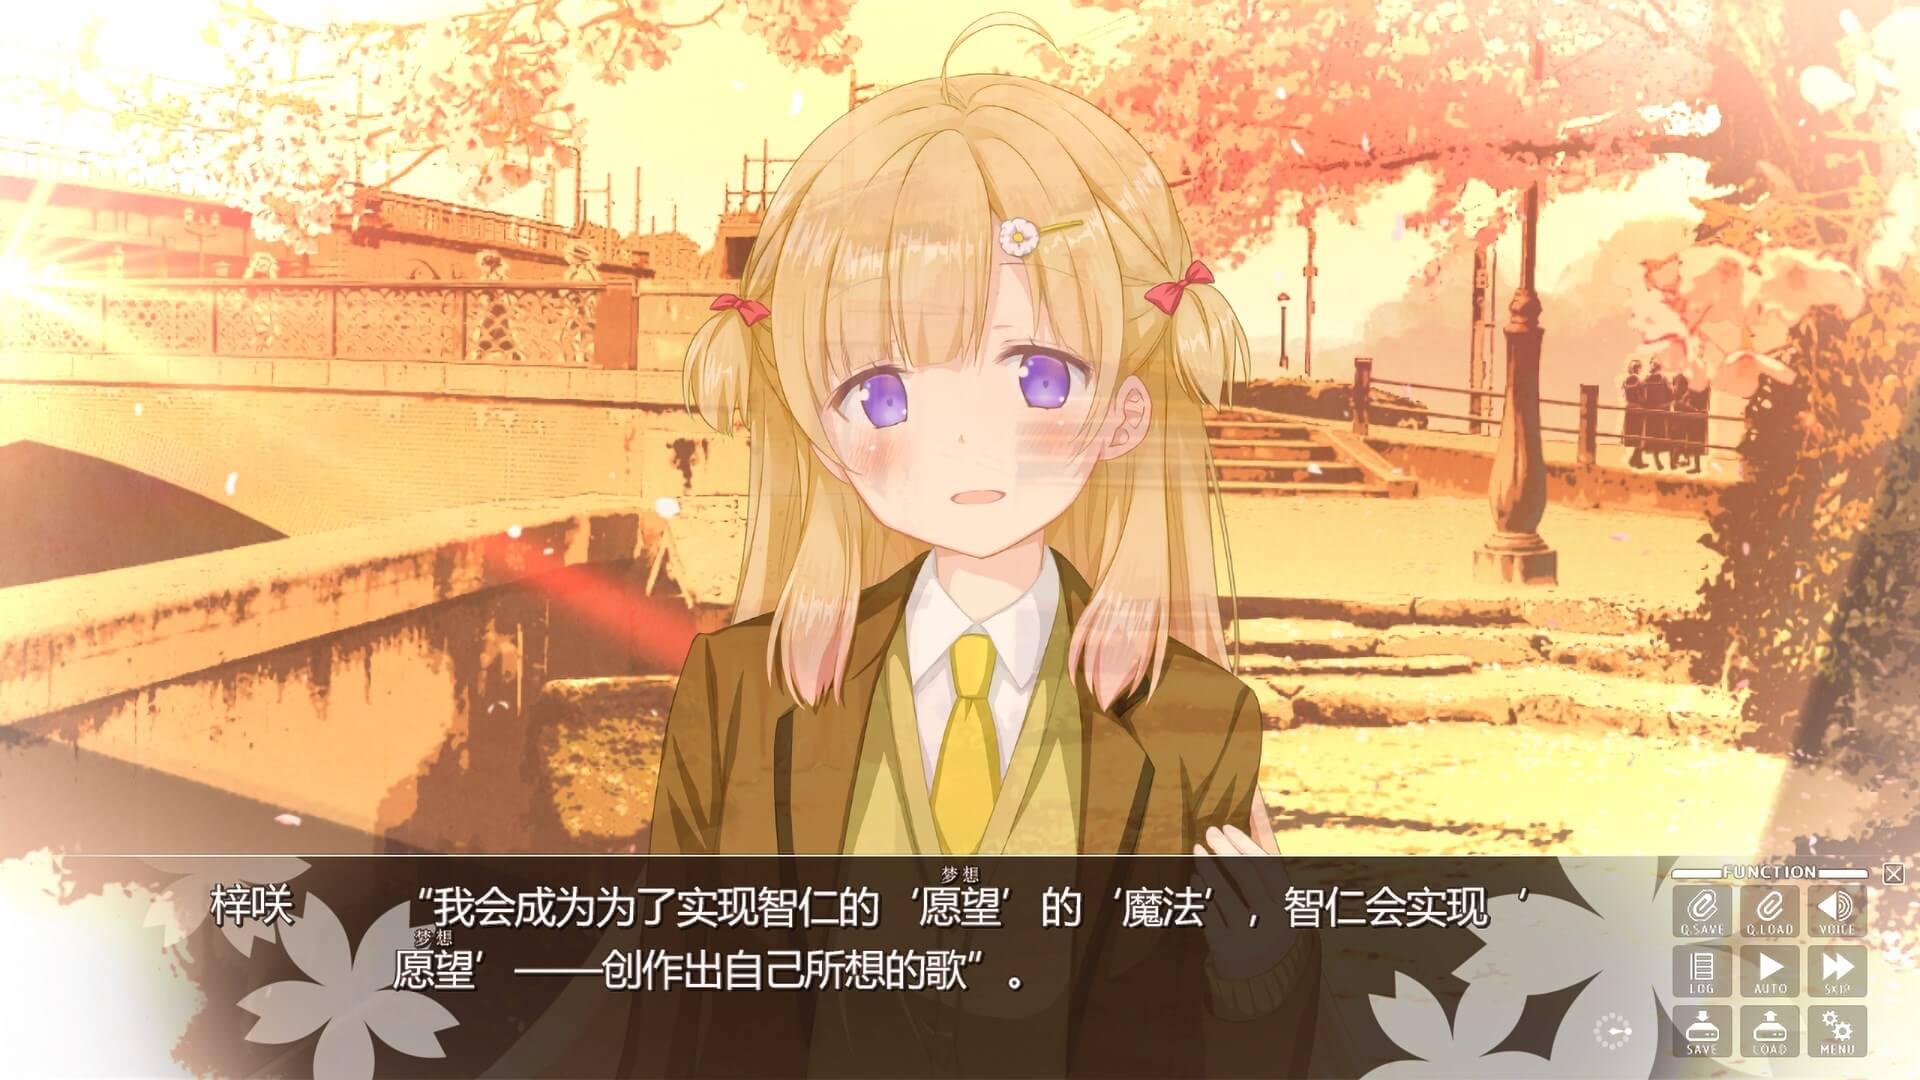 梓咲
梦想
“我会成为为了实现智仁的‘愿望’的‘魔法’，智仁会实现‘
梦想
愿望’——创作出自己所想的歌”。
FUNCTION
Q.SAVE Q.LOAD VOICE
LOG AUTO SKIP
SAVE LOAD MENU